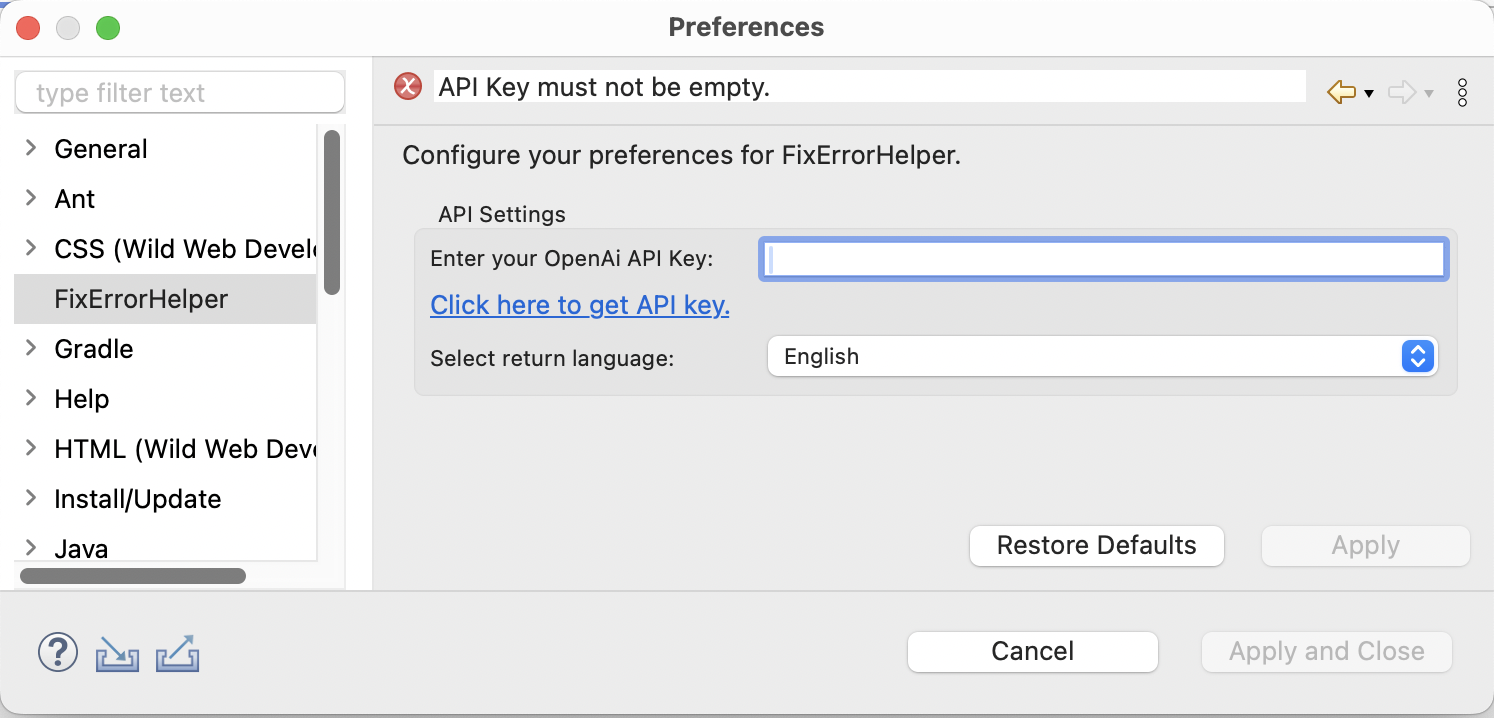 Preferences
type filter text
General
Ant
CSS (Wild Web Devel
FixErrorHelper
Gradle
Help
HTML (Wild Web Deve
Install/Update
Java
API Key must not be empty.
Configure your preferences for FixErrorHelper.
API Settings
Enter your OpenAi API Key:
Click here to get API key.
Select return language:
English
Restore Defaults
Apply
?
Cancel
Apply and Close